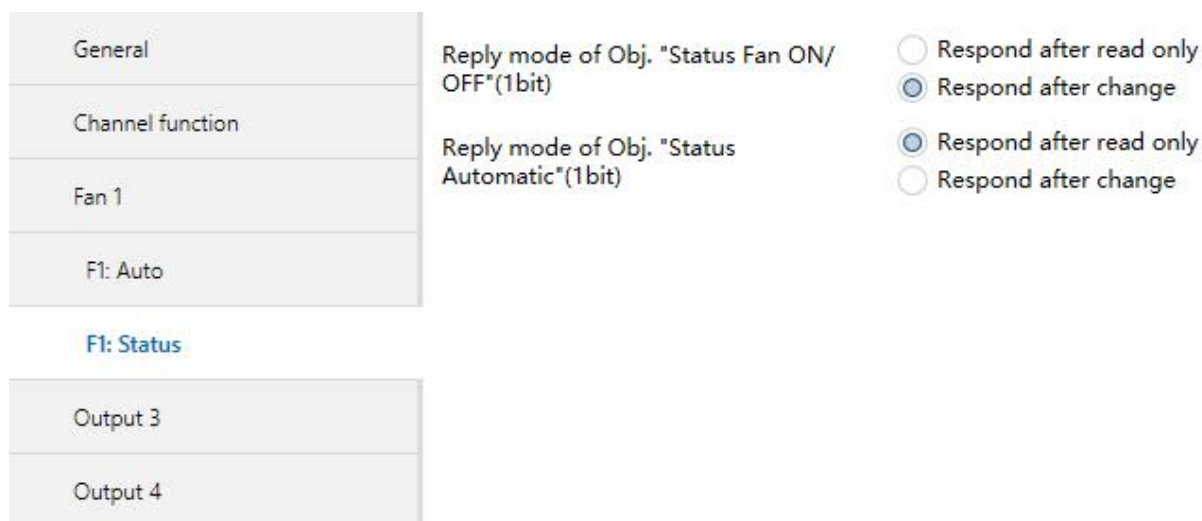 General
Channel function
Fan 1
F1: Auto
F1: Status
Output 3
Output 4
Reply mode of Obj. "Status Fan ON/
OFF"(1bit)
Respond after read only
Respond after change
Reply mode of Obj. "Status
Automatic"(1bit)
Respond after read only
Respond after change